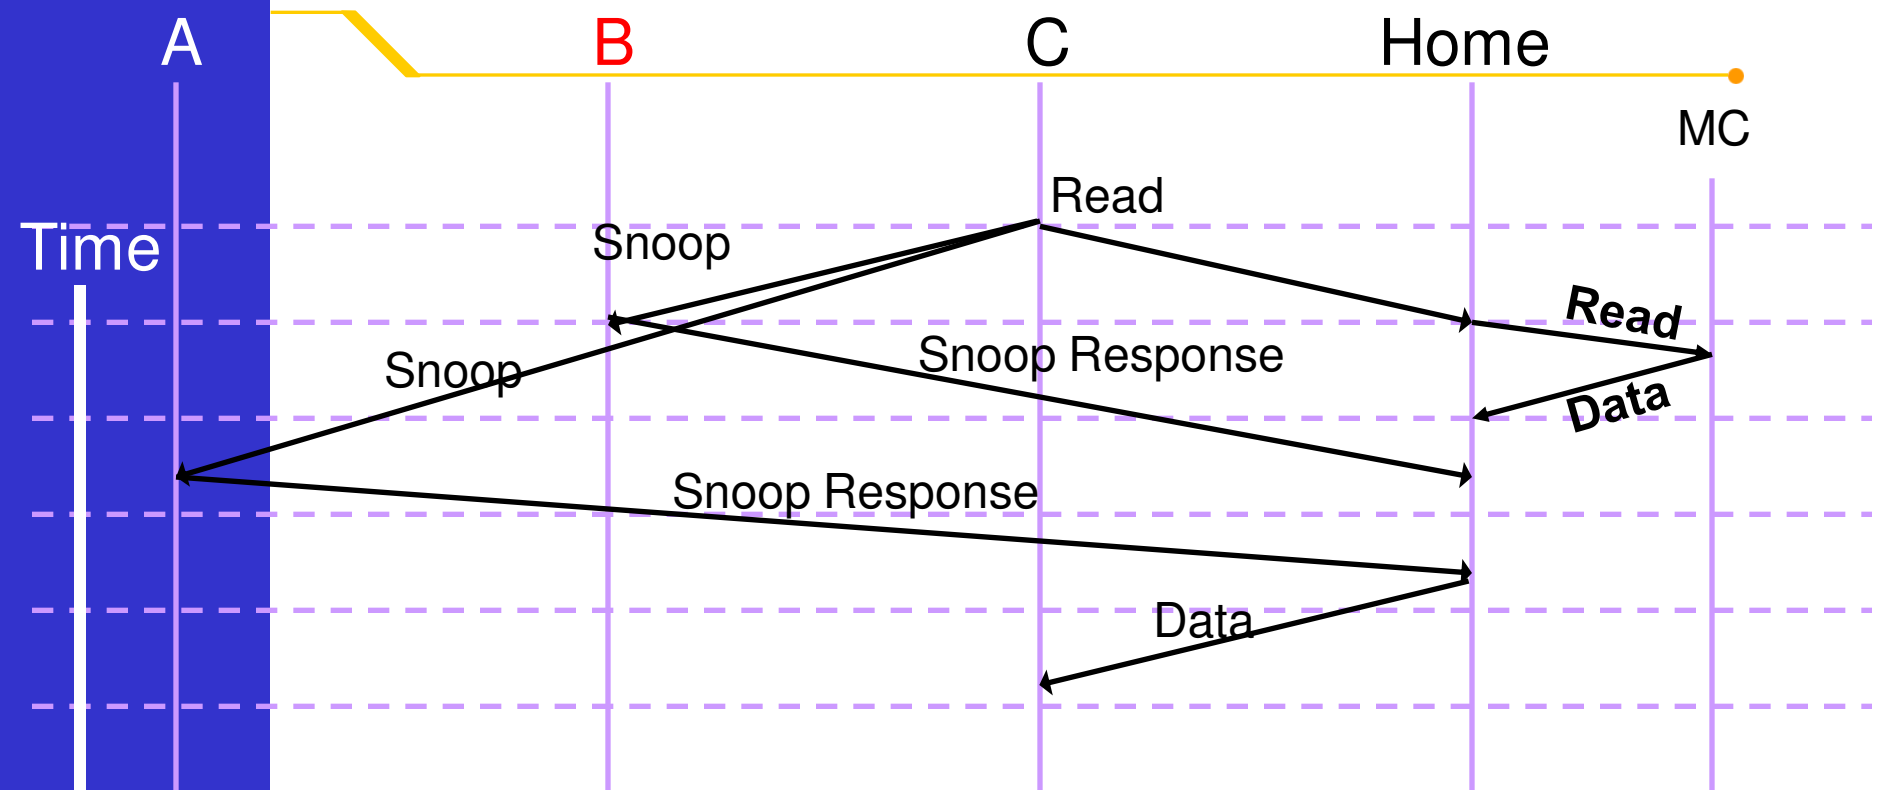 A
B
C
Home
MC
Read
Time
Snoop
Read
Snoop Response
Snoop
Data
Snoop Response
Data